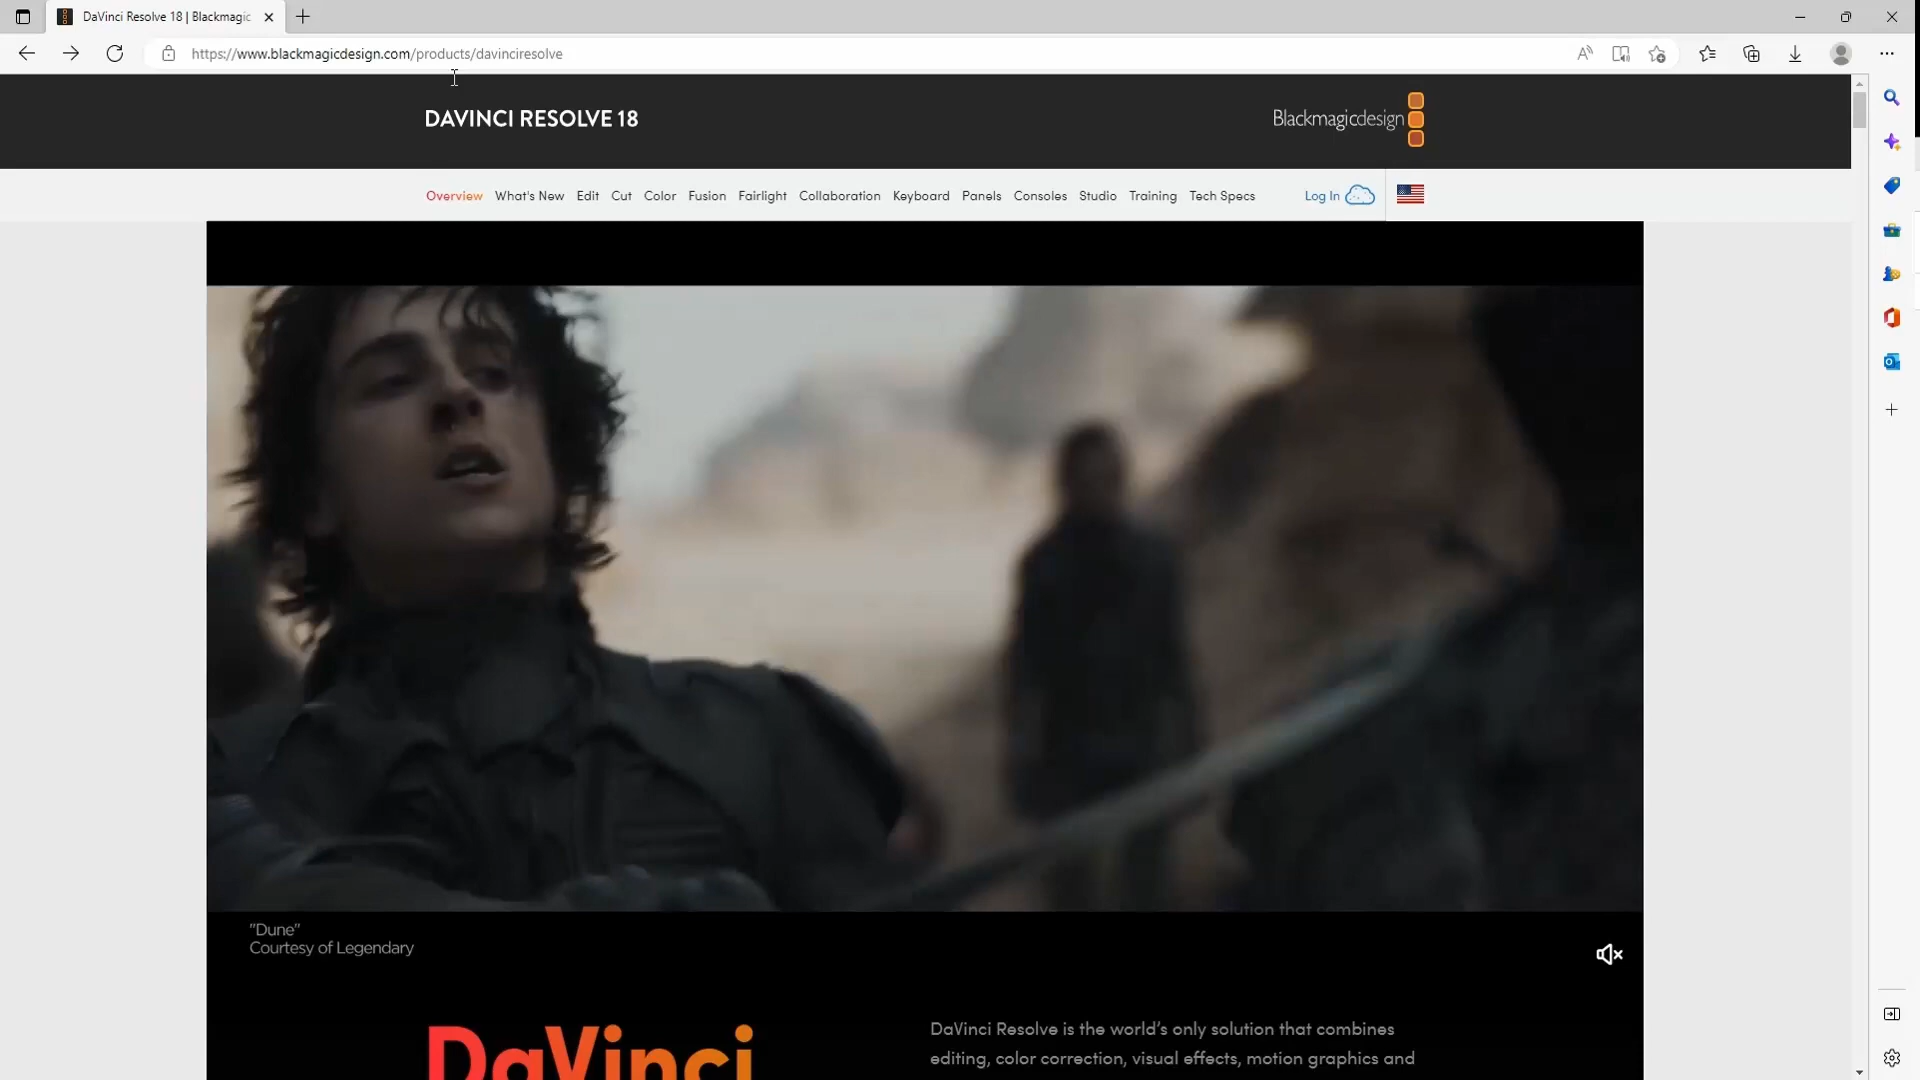 DaVinci Resolve 18 | Blackmagic
https://www.blackmagicdesign.com/products/davinciresolve
DAVINCI RESOLVE 18
Blackmagicdesign
Overview What's New Edit Cut Color Fusion Fairlight Collaboration Keyboard Panels Consoles Studio Training Tech Specs Log In
"Dune"
Courtesy of Legendary
DaVinci
DaVinci Resolve is the world's only solution that combines
editing, color correction, visual effects, motion graphics and